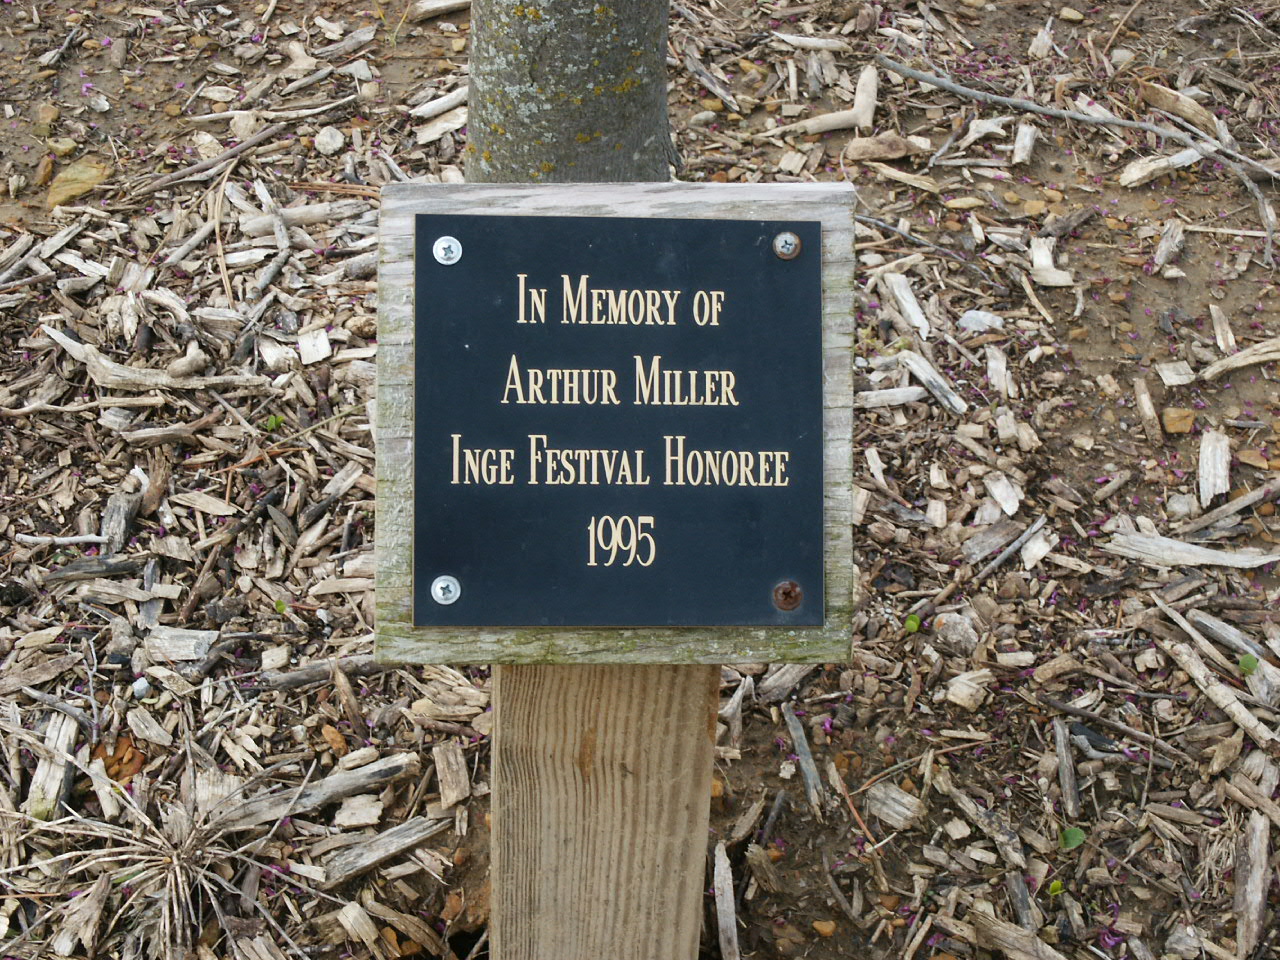 In Memory of
Arthur Miller
Inge Festival Honoree
1995